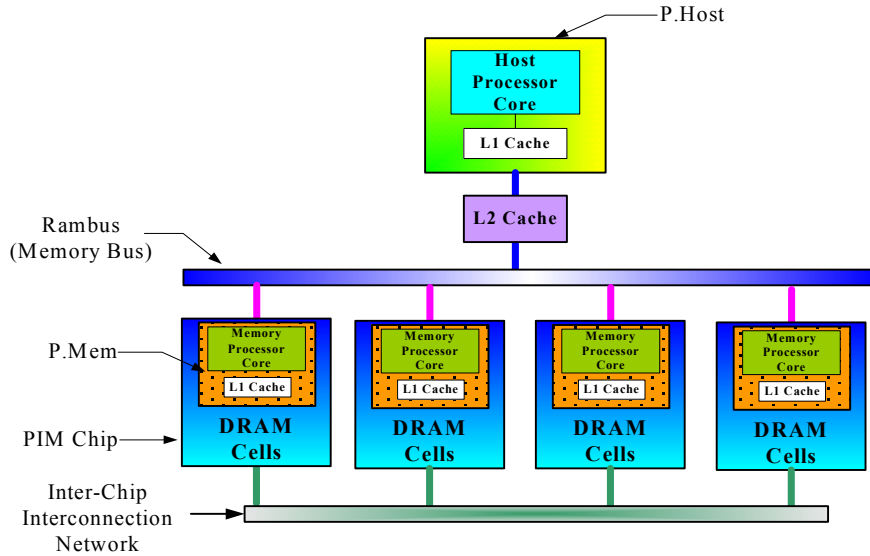 P.Host
Host
Processor
Core
L1 Cache
L2 Cache
Rambus
(Memory Bus)
P.Mem
PIM Chip
Memory
Processor
Core
L1 Cache
DRAM
Cells
Memory
Processor
Core
L1 Cache
DRAM
Cells
Memory
Processor
Core
L1 Cache
DRAM
Cells
Memory
Processor
Core
L1 Cache
DRAM
Cells
Inter-Chip
Interconnection
Network